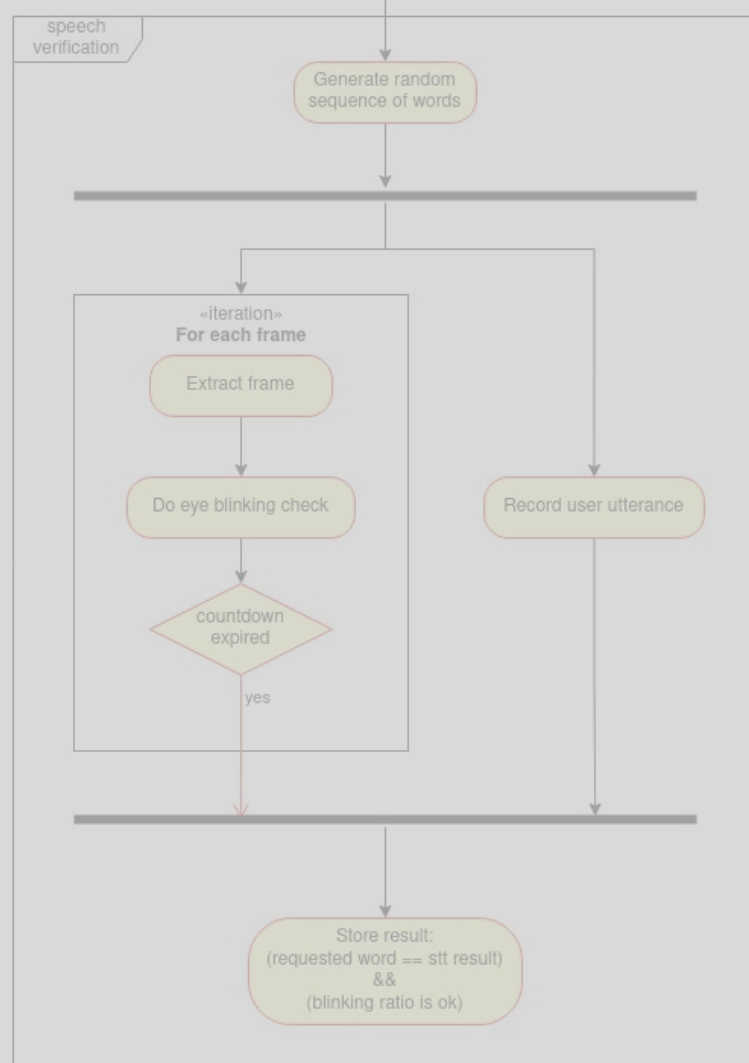 speech
verification
Generate random
sequence of words
«iteration»
For each frame
Extract frame
Do eye blinking check
Record user utterance
countdown
expired
yes
Store result:
(requested word == stt result)
&&
(blinking ratio is ok)